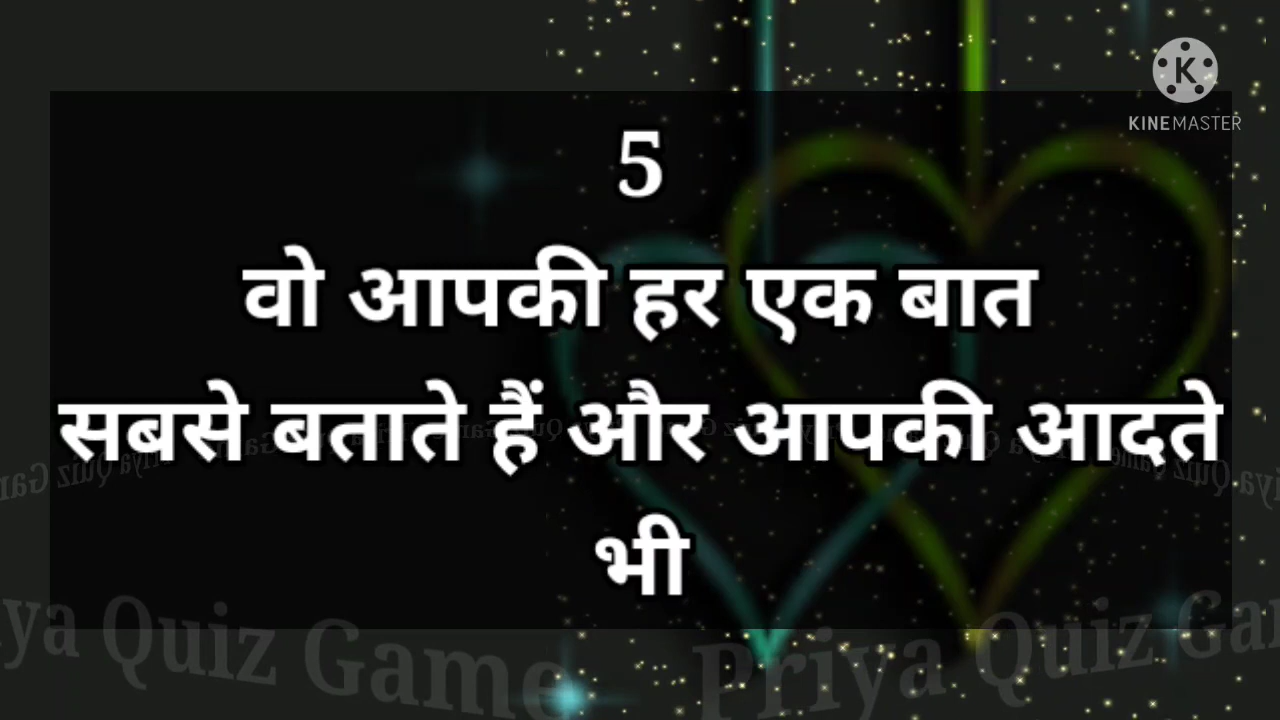 K
KINEMASTER
5
वो आपकी हर एक बात
सबसे बताते हैं और आपकी आदते
भी
Priya Quiz Game